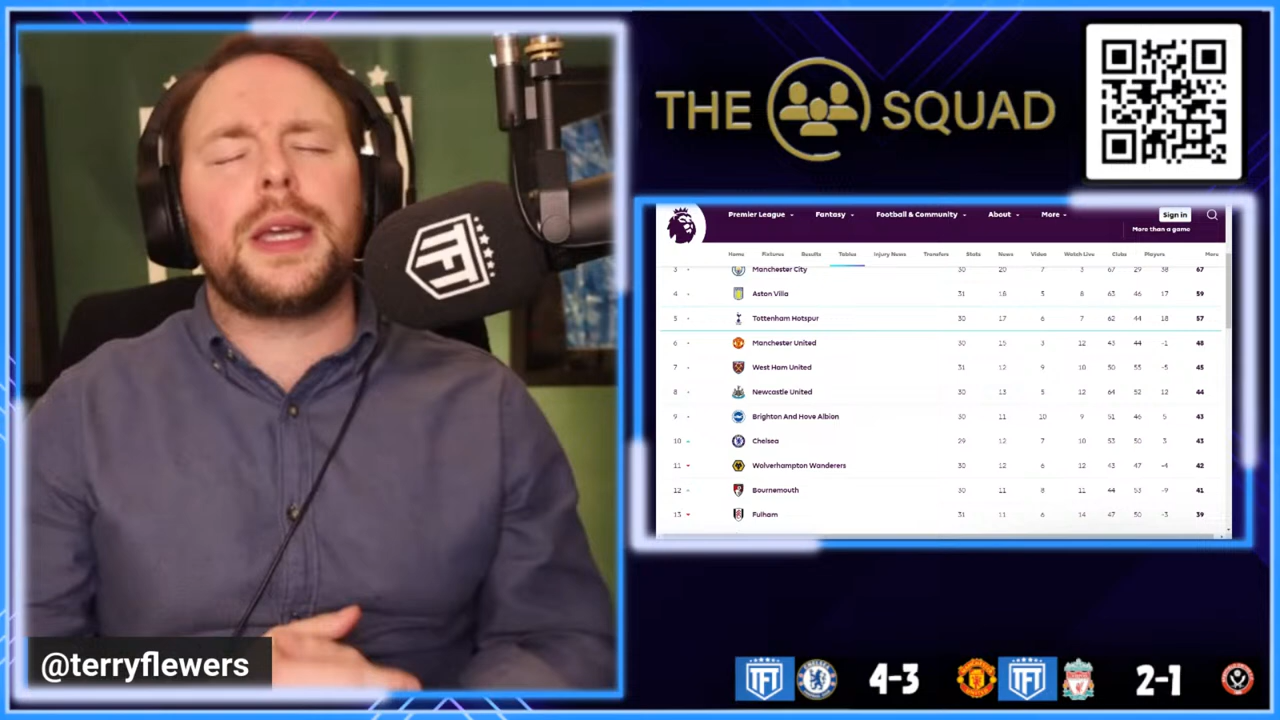 THE SQUAD
TFT
@terryflewers
Premier League Fantasy Football & Community About More Sign in
More than a game
Home Fixtures Results Tables Injury News Transfers Stats News Video Watch Live Clubs Players More
3 Manchester City 30 20 7 3 67 29 38 67
4 Aston Villa 31 18 5 8 63 46 17 59
5 Tottenham Hotspur 30 17 6 7 62 44 18 57
6 Manchester United 30 15 3 12 43 44 -1 48
7 West Ham United 31 12 9 10 50 55 -5 45
8 Newcastle United 30 13 5 12 64 52 12 44
9 Brighton And Hove Albion 30 11 10 9 51 46 5 43
10 Chelsea 29 12 7 10 53 50 3 43
11 Wolverhampton Wanderers 30 12 6 12 43 47 -4 42
12 Bournemouth 30 11 8 11 44 53 -9 41
13 Fulham 31 11 6 14 47 50 -3 39
TFT 4-3 TFT 2-1